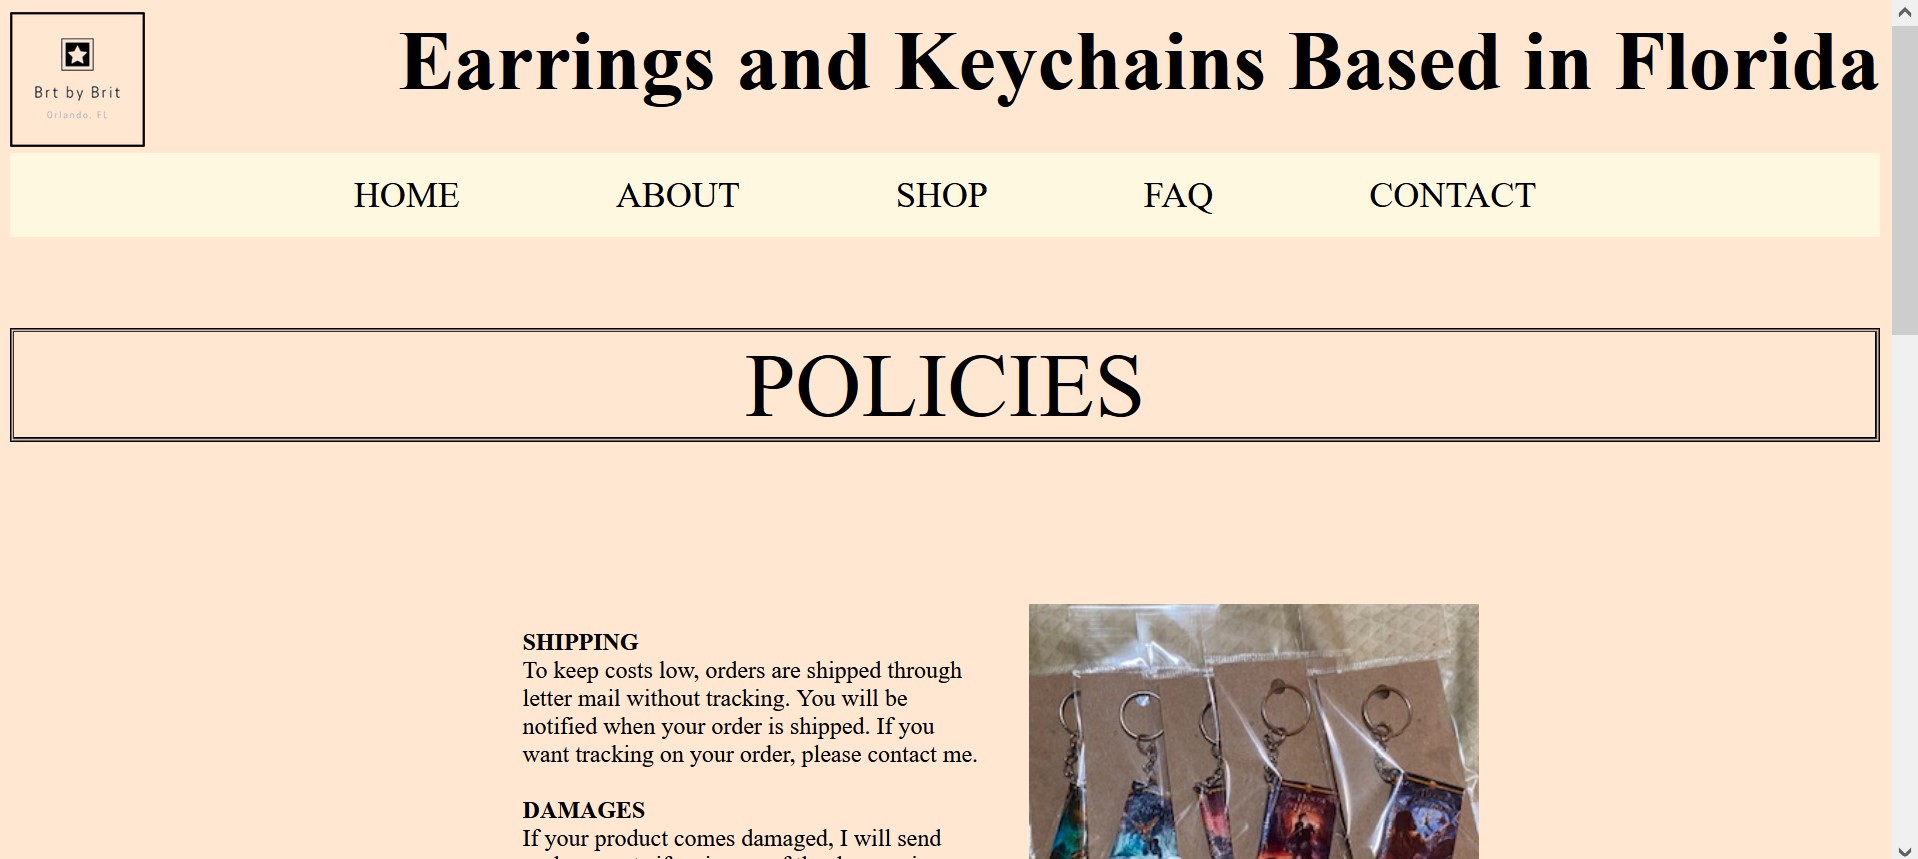 Earrings and Keychains Based in Florida
Brt by Brit
Orlando, FL
HOME ABOUT SHOP FAQ CONTACT
POLICIES
SHIPPING
To keep costs low, orders are shipped through
letter mail without tracking. You will be
notified when your order is shipped. If you
want tracking on your order, please contact me.
DAMAGES
If your product comes damaged, I will send